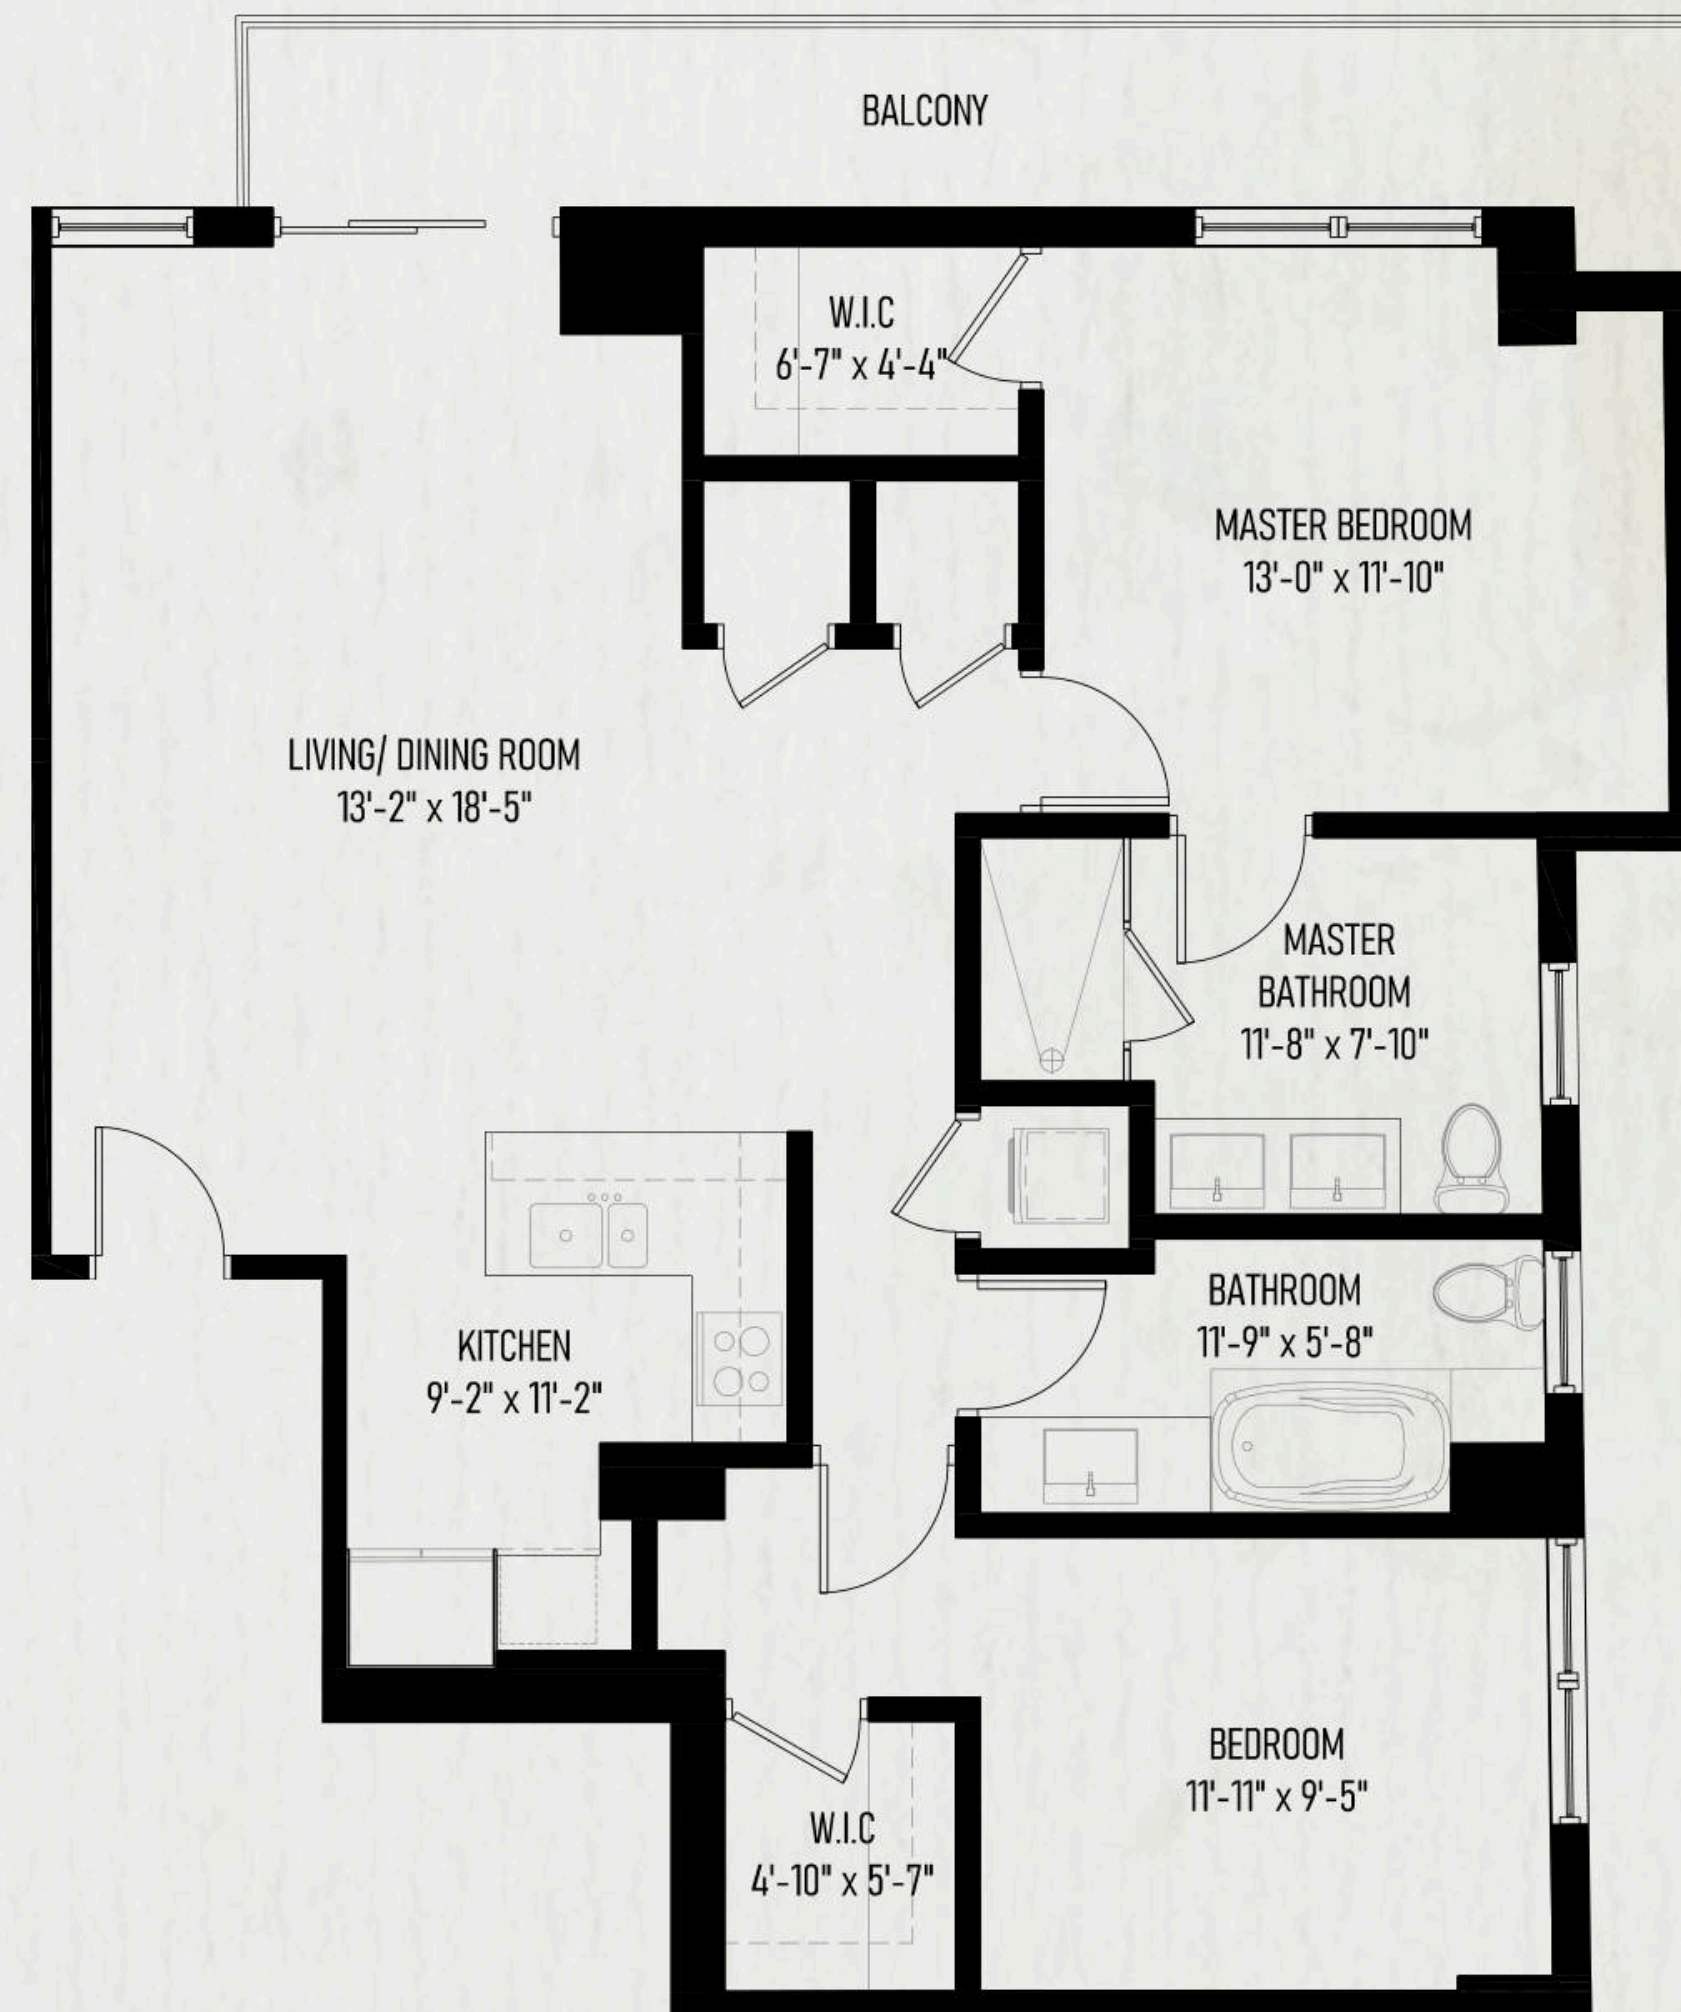 BALCONY
W.I.C
6'-7" x 4'-4"
MASTER BEDROOM
13'-0" x 11'-10"
LIVING/ DINING ROOM
13'-2" x 18'-5"
MASTER
BATHROOM
11'-8" x 7'-10"
BATHROOM
11'-9" x 5'-8"
KITCHEN
9'-2" x 11'-2"
BEDROOM
11'-11" x 9'-5"
W.I.C
4'-10" x 5'-7"